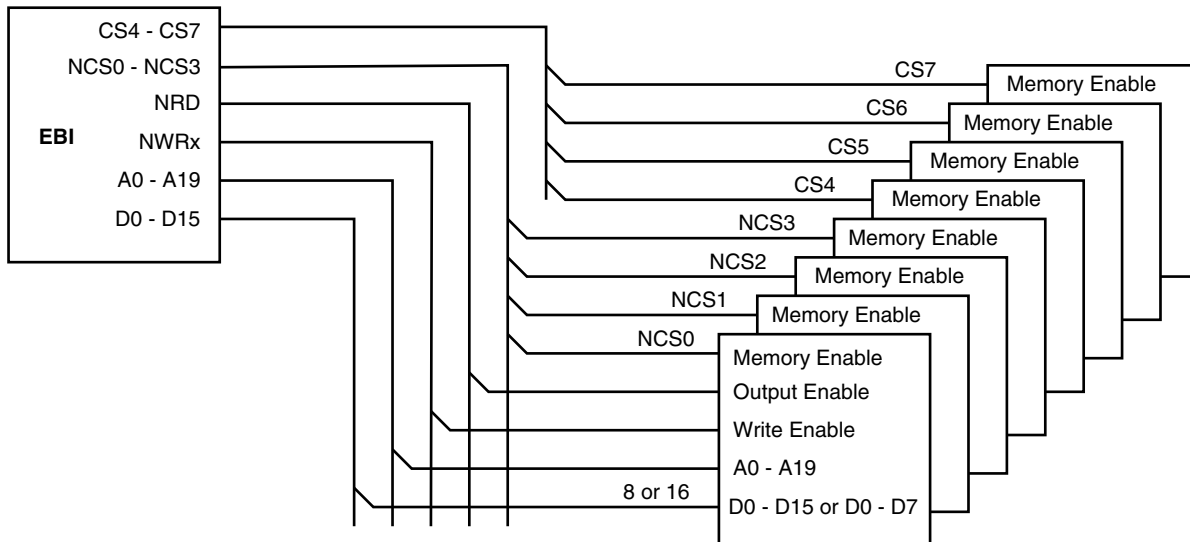 CS4 - CS7
NCS0 - NCS3
NRD
EBI
NWRx
A0 - A19
D0 - D15
CS7
Memory Enable
CS6
Memory Enable
CS5
Memory Enable
CS4
Memory Enable
NCS3
Memory Enable
NCS2
Memory Enable
NCS1
Memory Enable
NCS0
Memory Enable
Output Enable
Write Enable
A0 - A19
8 or 16
D0 - D15 or D0 - D7